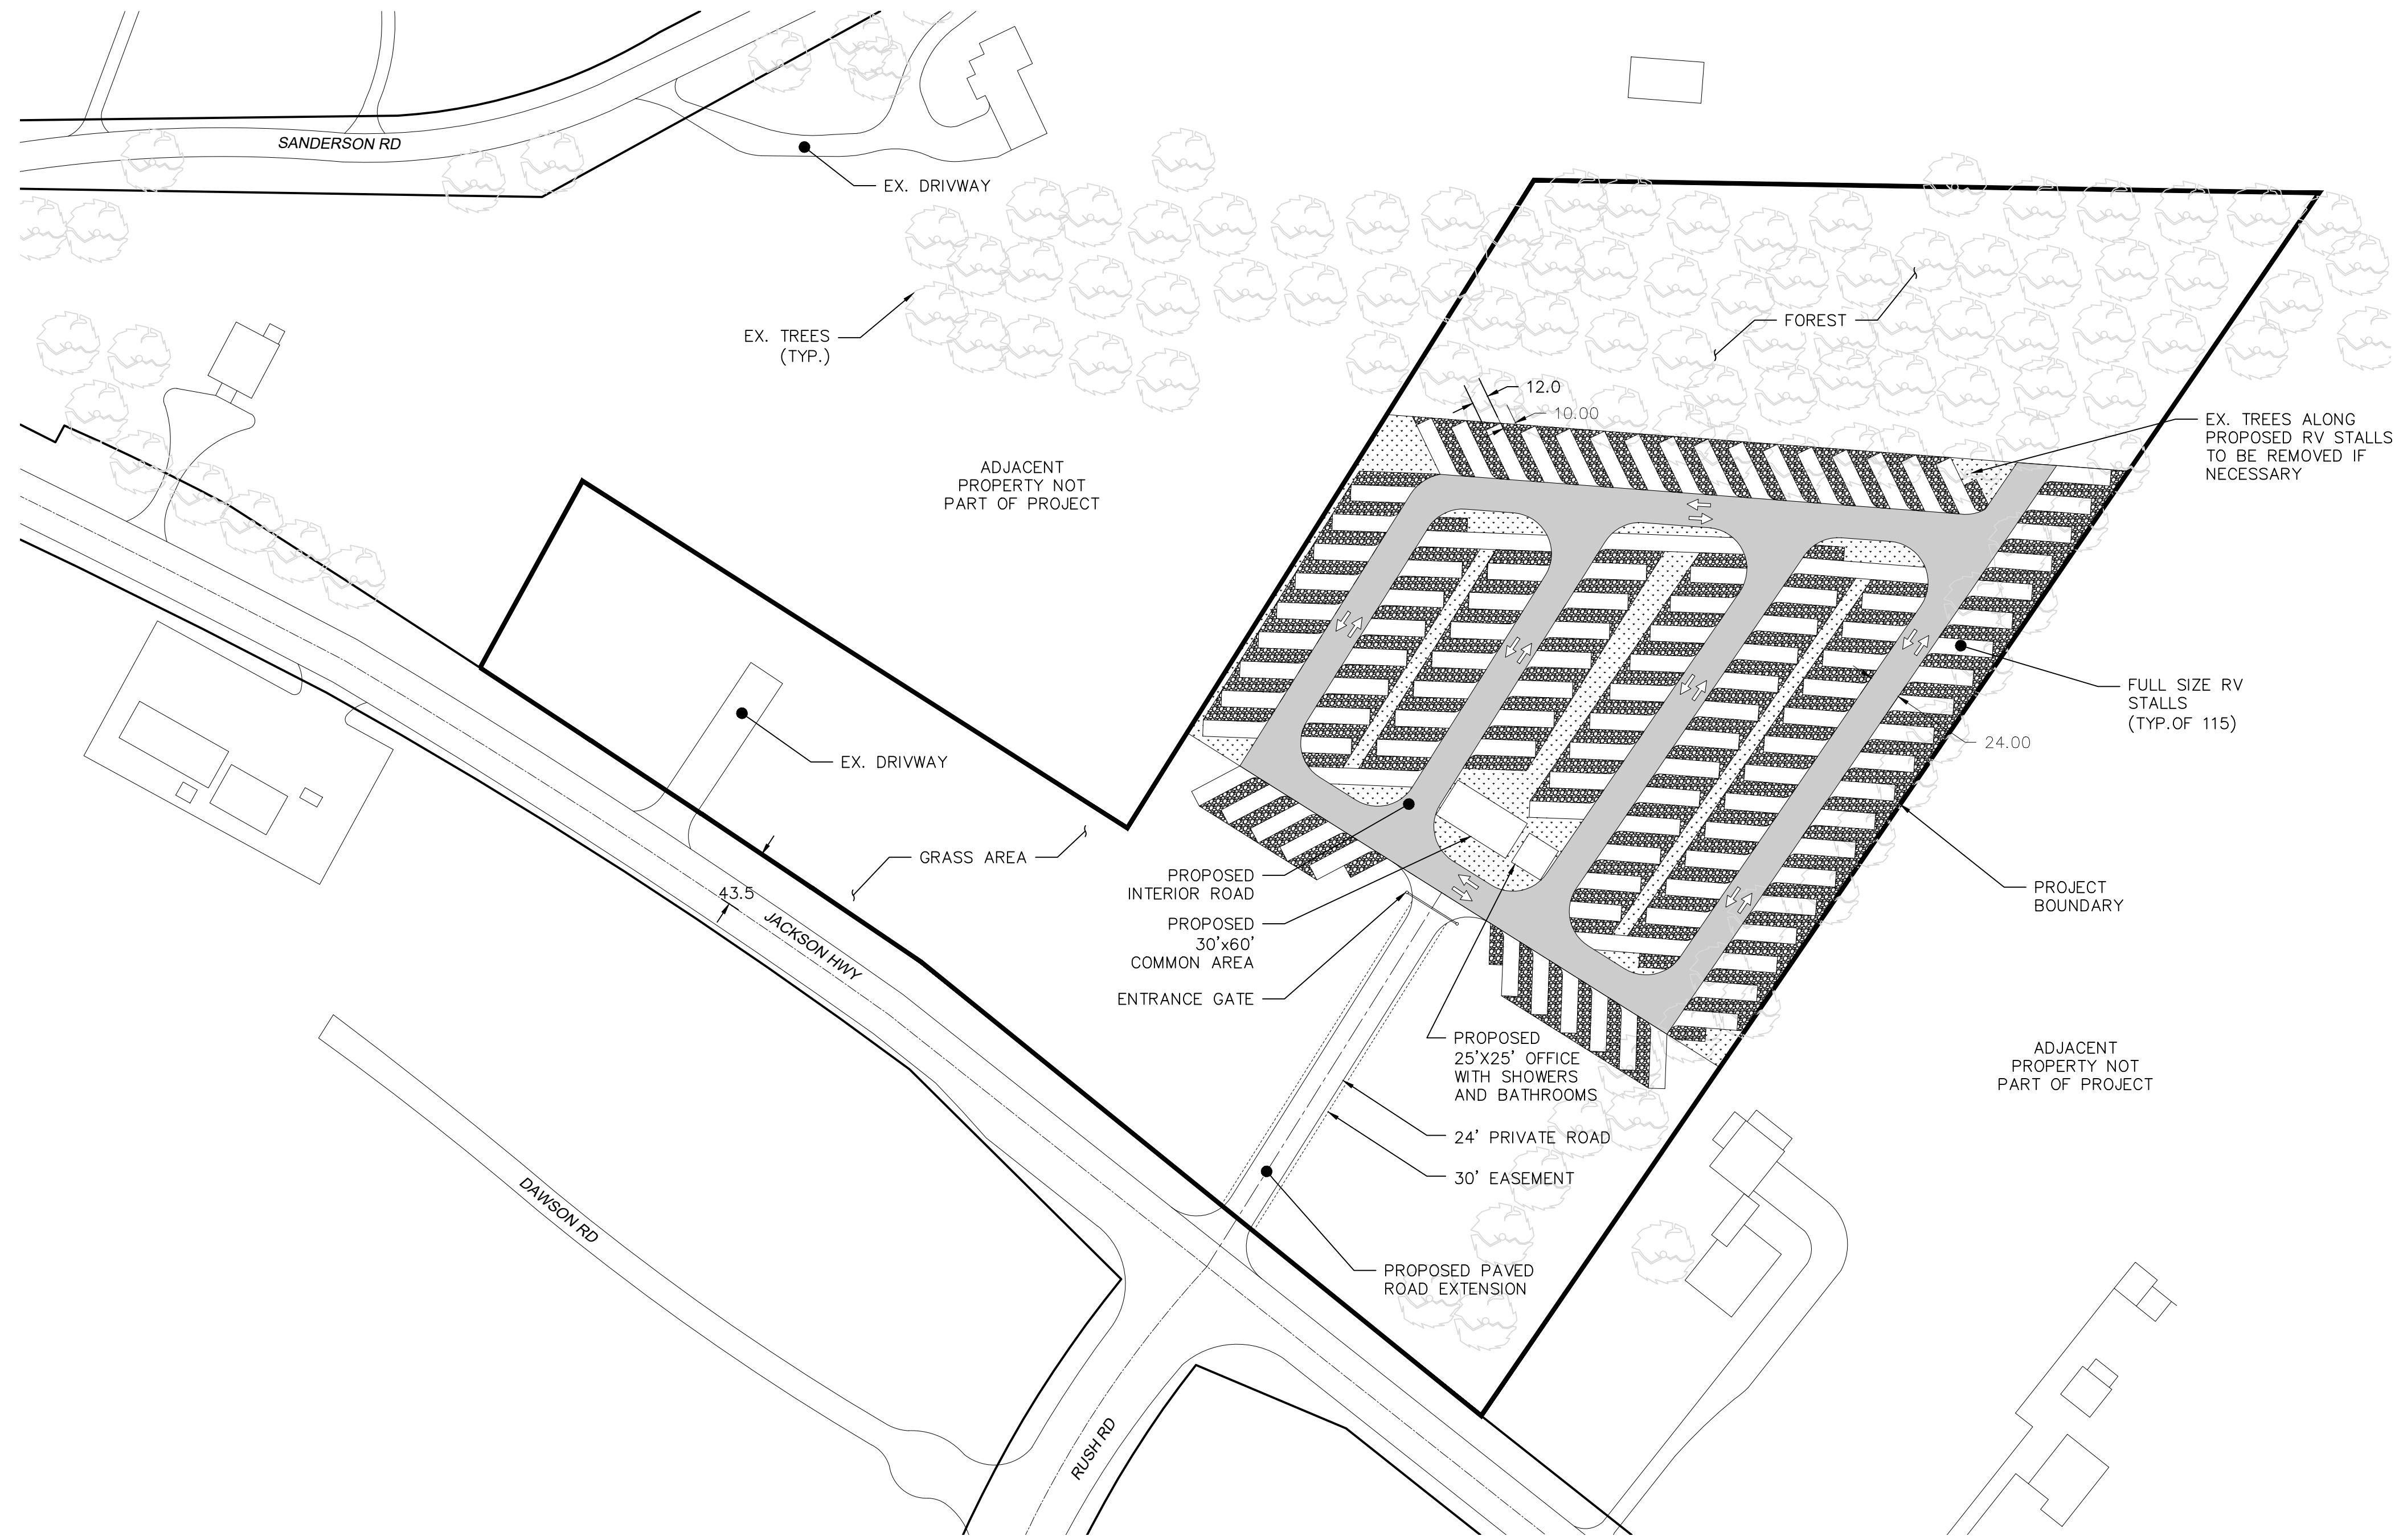 SANDERSON RD
EX. DRIVWAY
EX. TREES
(TYP.)
FOREST
12.0
10.00
EX. TREES ALONG
PROPOSED RV STALLS
TO BE REMOVED IF
NECESSARY
ADJACENT
PROPERTY NOT
PART OF PROJECT
FULL SIZE RV
STALLS
(TYP.OF 115)
24.00
EX. DRIVWAY
GRASS AREA
43.5
JACKSON HWY
PROPOSED
INTERIOR ROAD
PROPOSED
30'x60'
COMMON AREA
ENTRANCE GATE
PROJECT
BOUNDARY
PROPOSED
25'X25' OFFICE
WITH SHOWERS
AND BATHROOMS
ADJACENT
PROPERTY NOT
PART OF PROJECT
24' PRIVATE ROAD
30' EASEMENT
DAWSON RD
PROPOSED PAVED
ROAD EXTENSION
RUSH RD